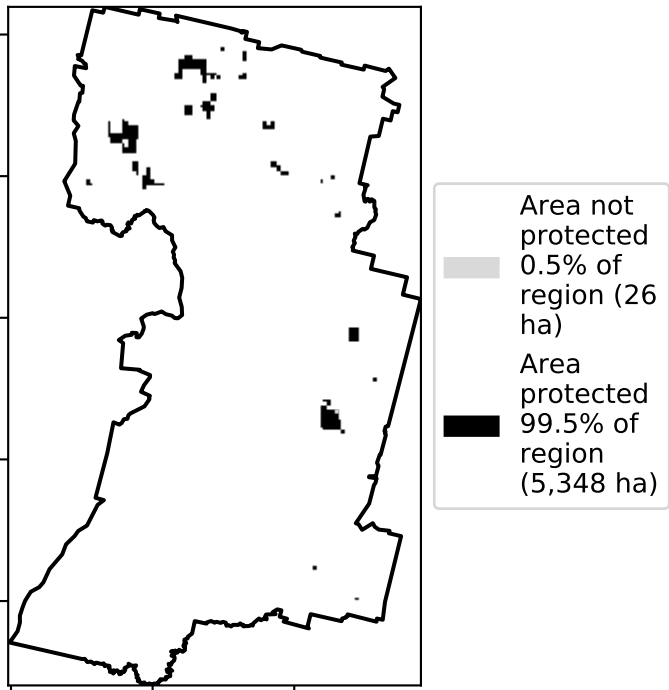 Area not
protected
0.5% of
region (26
ha)
Area
protected
99.5% of
region
(5,348 ha)